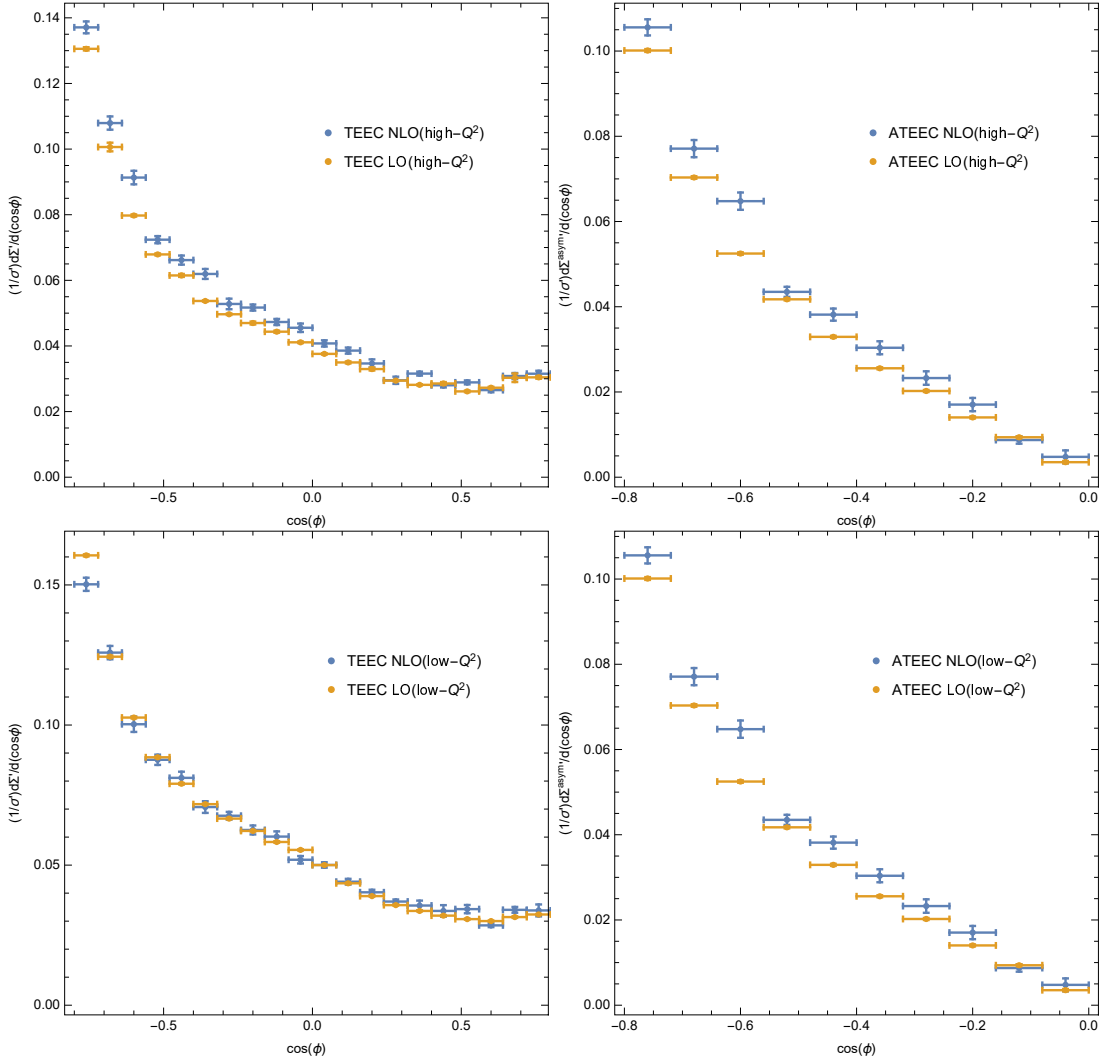 0.14
0.12
0.10
0.08
0.06
0.04
0.02
0.00
(1/σ')dΣ'/d(cosϕ)
TEEC NLO(high-Q²)
TEEC LO(high-Q²)
-0.5
0.0
0.5
cos(ϕ)
0.10
0.08
0.06
0.04
0.02
0.00
(1/σ')dΣᵃˢʸᵐ'/d(cosϕ)
ATEEC NLO(high-Q²)
ATEEC LO(high-Q²)
-0.8
-0.6
-0.4
-0.2
0.0
cos(ϕ)
0.15
0.10
0.05
0.00
(1/σ')dΣ'/d(cosϕ)
TEEC NLO(low-Q²)
TEEC LO(low-Q²)
-0.5
0.0
0.5
cos(ϕ)
0.10
0.08
0.06
0.04
0.02
0.00
(1/σ')dΣᵃˢʸᵐ'/d(cosϕ)
ATEEC NLO(low-Q²)
ATEEC LO(low-Q²)
-0.8
-0.6
-0.4
-0.2
0.0
cos(ϕ)